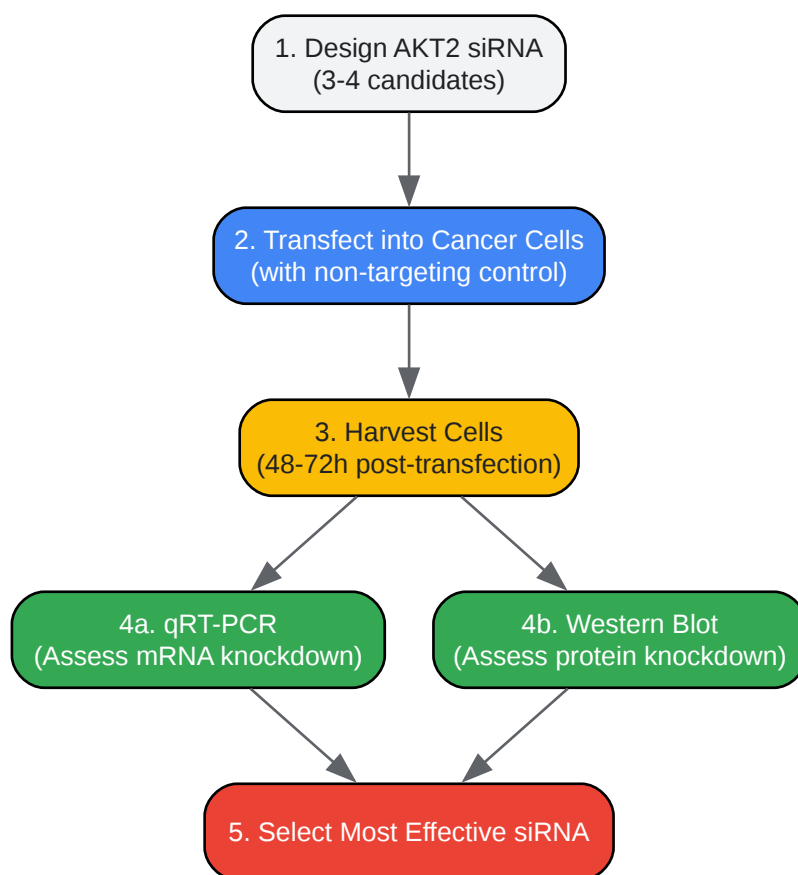 1. Design AKT2 siRNA
(3-4 candidates)
2. Transfect into Cancer Cells
(with non-targeting control)
3. Harvest Cells
(48-72h post-transfection)
4a. qRT-PCR
(Assess mRNA knockdown)
4b. Western Blot
(Assess protein knockdown)
5. Select Most Effective siRNA